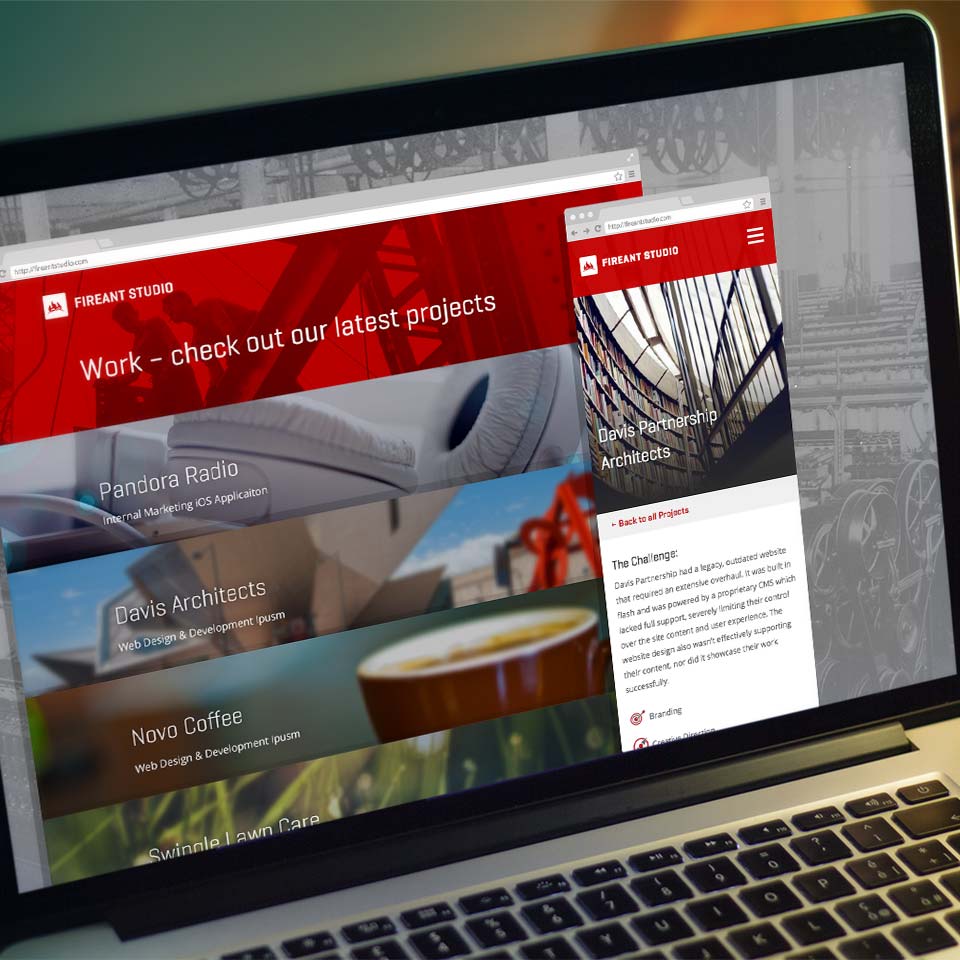 http://fireantstudio.com
FIREANT STUDIO
Work – check out our latest projects
Pandora Radio
Internal Marketing iOS Applicaiton
Davis Architects
Web Design & Development Ipusm
Novo Coffee
Web Design & Development Ipusm
Swingle Lawn Care
http://fireantstudio.com
FIREANT STUDIO
Davis Partnership
Architects
← Back to all Projects
The Challenge:
Davis Partnership had a legacy, outdated website
that required an extensive overhaul. It was built in
flash and was powered by a proprietary CMS which
lacked full support, severely limiting their control
over the site content and user experience. The
website design also wasn't effectively supporting
their content, nor did it showcase their work
successfully.
Branding
Creative Direction